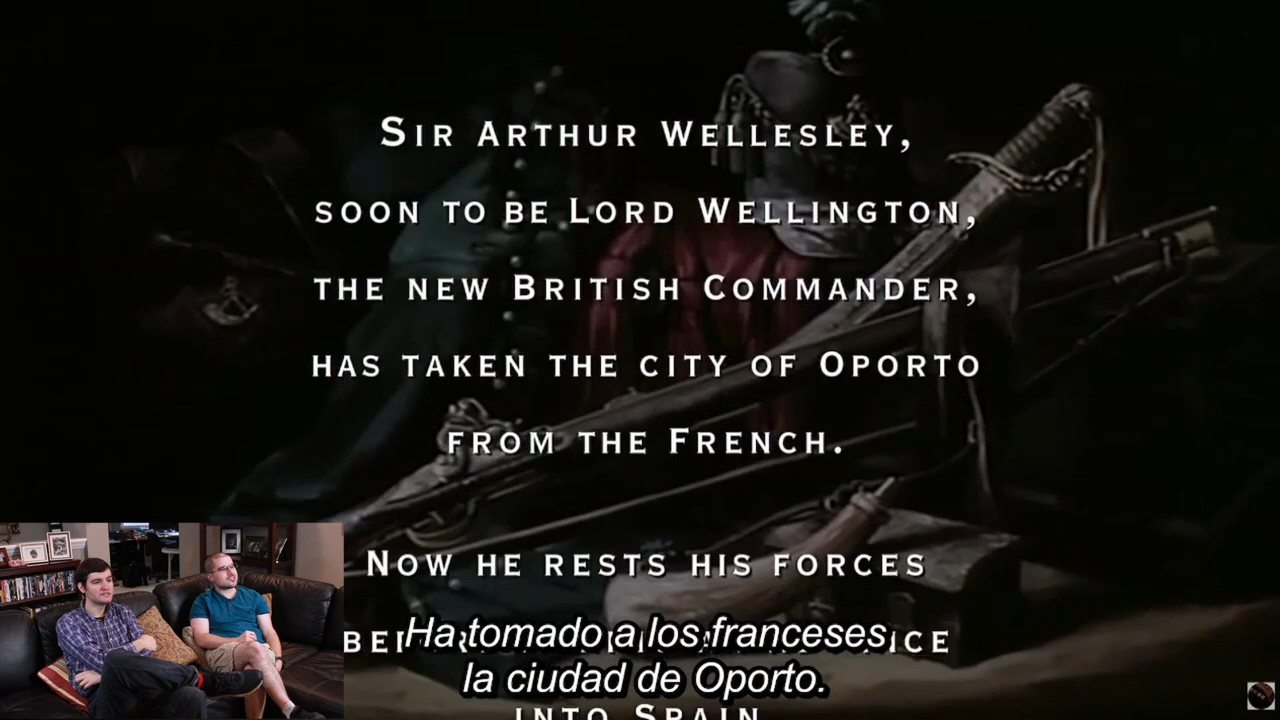 SIR ARTHUR WELLESLEY,
SOON TO BE LORD WELLINGTON,
THE NEW BRITISH COMMANDER,
HAS TAKEN THE CITY OF OPORTO
FROM THE FRENCH.
NOW HE RESTS HIS FORCES
Ha tomado a los franceses
la ciudad de Oporto.
INTO SPAIN